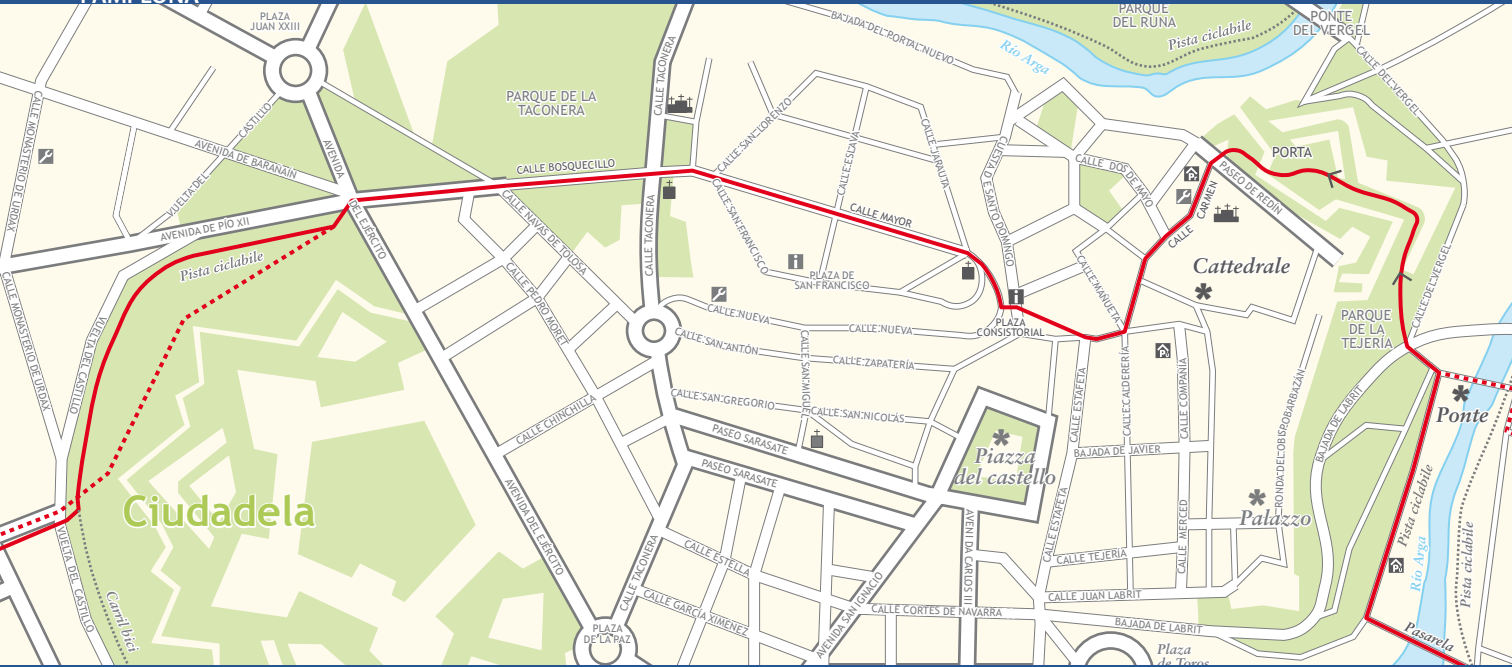 PAMPLONA
PLAZA
JUAN XXIII
PARQUE
DEL RUNA
Pista ciclabile
PONTE
DEL VERGEL
BAJADA DEL PORTAL NUEVO
Río Arga
CALLE DEL VERGEL
CALLE TACONERA
PARQUE DE LA
TACONERA
CALLE MONASTERIO DE URDAX
VUELTA DEL CASTILLO
AVENIDA DE BARAÑAIN
AVENIDA
DEL EJÉRCITO
CALLE BOSQUECILLO
CALLE SAN LORENZO
CALLE ESLAVA
CALLE JARAUTA
CUESTA DE SANTO DOMINGO
CALLE DOS DE MAYO
PORTA
PASEO DE REDÍN
CALLE CARMEN
CALLE MAYOR
AVENIDA DE PÍO XII
Pista ciclabile
CALLE NAVAS DE TOLOSA
CALLE TACONERA
CALLE SAN FRANCISCO
PLAZA DE
SAN FRANCISCO
CALLE MAÑUETA
Cattedrale
CALLE DEL VERGEL
CALLE MONASTERIO DE URDAX
VUELTA DEL CASTILLO
CALLE PEDRO MORET
CALLE NUEVA
CALLE NUEVA
PLAZA
CONSISTORIAL
PARQUE
DE LA
TEJERÍA
CALLE SAN ANTÓN
CALLE ZAPATERÍA
CALLE SAN MIGUEL
CALLE ESTAFETA
CALLE CALDERERÍA
CALLE COMPAÑIA
RONDA DEL OBISPO BARBAZÁN
BAJADA DE LABRIT
Ponte
CALLE CHINCHILLA
CALLE SAN GREGORIO
CALLE SAN NICOLÁS
PASEO SARASATE
PASEO SARASATE
Piazza
del castello
BAJADA DE JAVIER
Pista ciclabile
Ciudadela
AVENIDA DEL EJÉRCITO
AVENI DA CARLOS III
CALLE ESTAFETA
CALLE MERCED
Palazzo
Río Arga
Pista ciclabile
VUELTA DEL CASTILLO
Carril bici
CALLE TACONERA
CALLE ESTELLA
CALLE TEJERÍA
CALLE GARCÍA XIMÉNEZ
AVENIDA SAN IGNACIO
CALLE CORTES DE NAVARRA
CALLE JUAN LABRIT
BAJADA DE LABRIT
PLAZA
DE LA PAZ
Pasarela
Plaza
de Toros